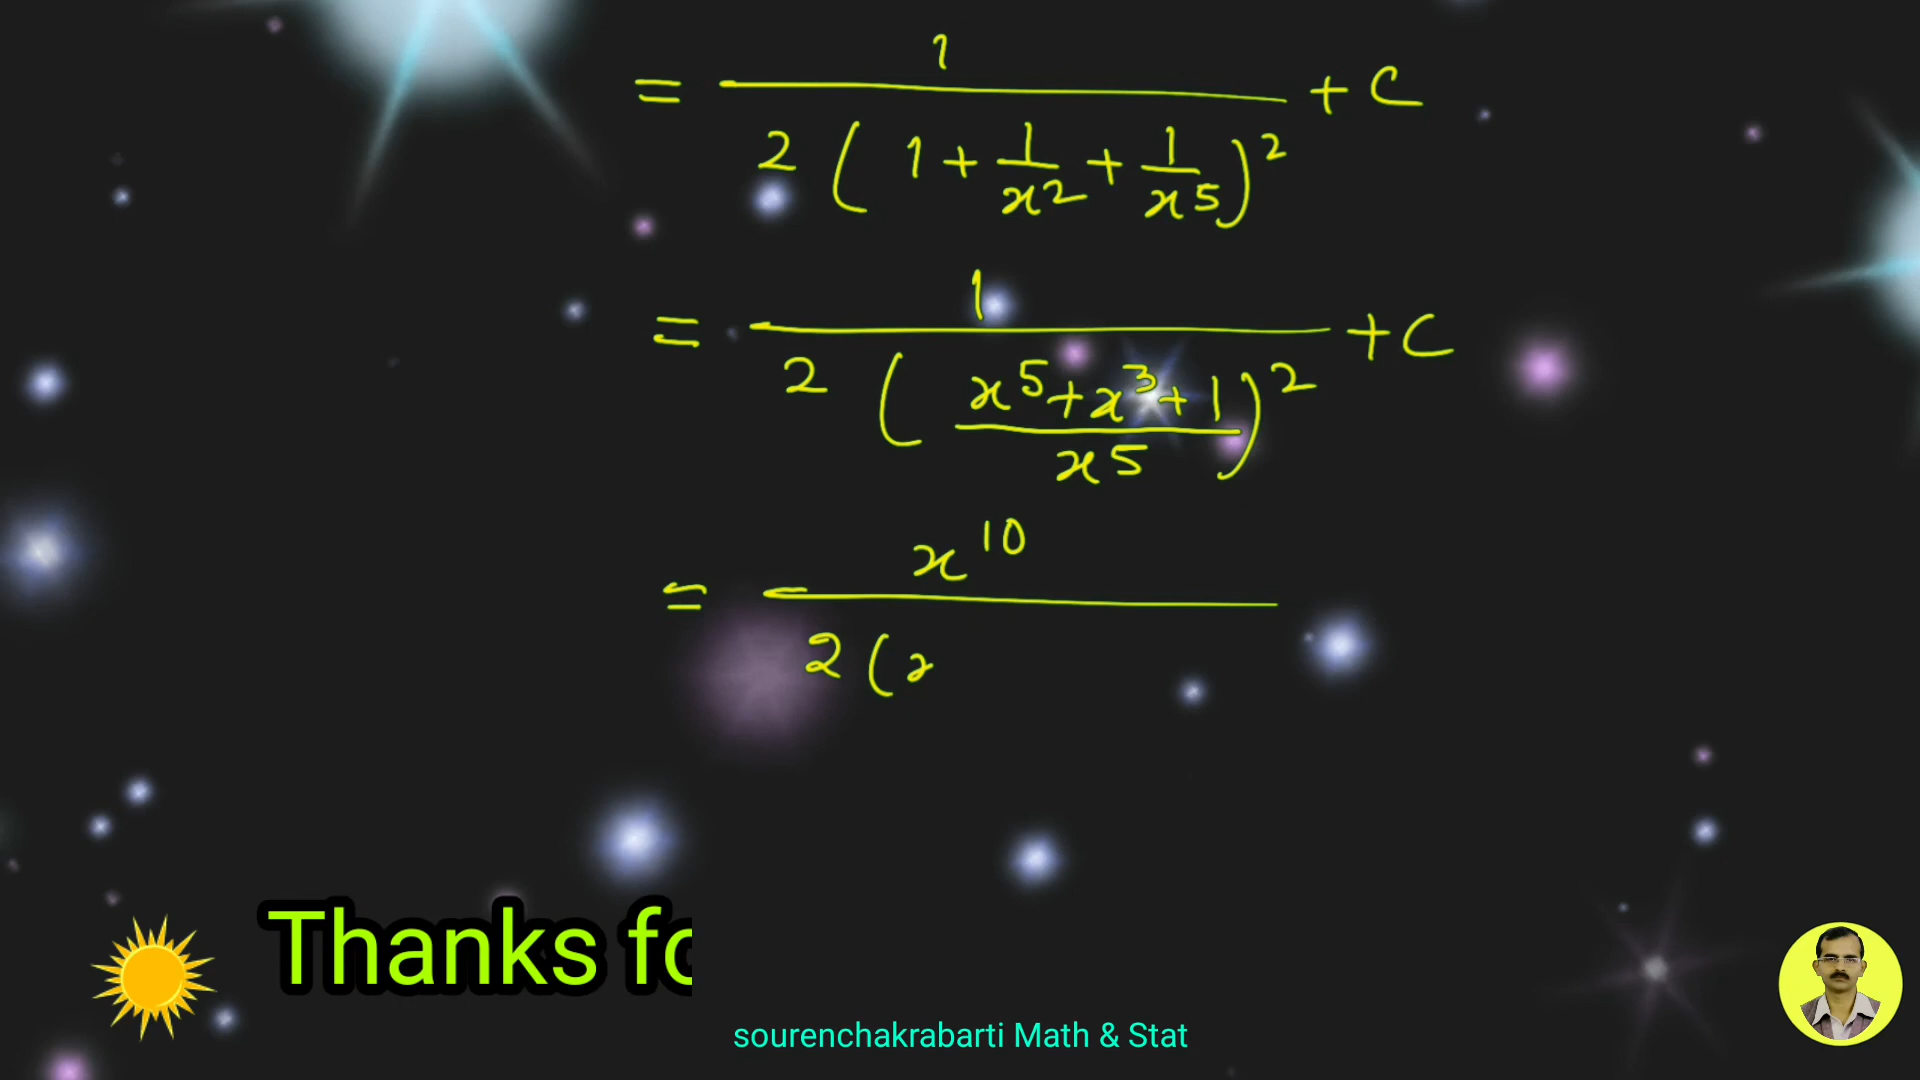 = 1 / 2 ( 1 + 1/x² + 1/x⁵ )² + C
= 1 / 2 ( x⁵ + x³ + 1 / x⁵ )² + C
= x¹⁰ / 2 (x
Thanks fo
sourenchakrabarti Math & Stat